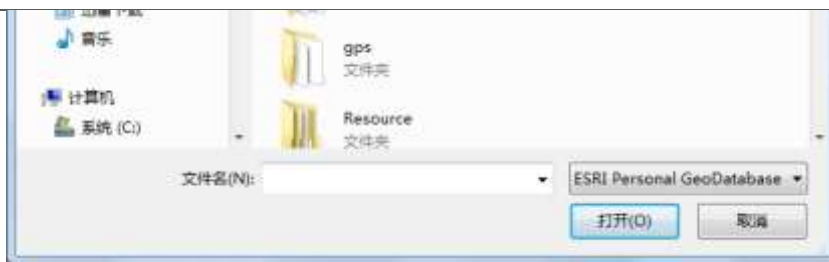 音乐
计算机
系统 (C:)
gps
文件夹
Resource
文件夹
文件名(N):
ESRI Personal GeoDatabase
打开(O)
取消